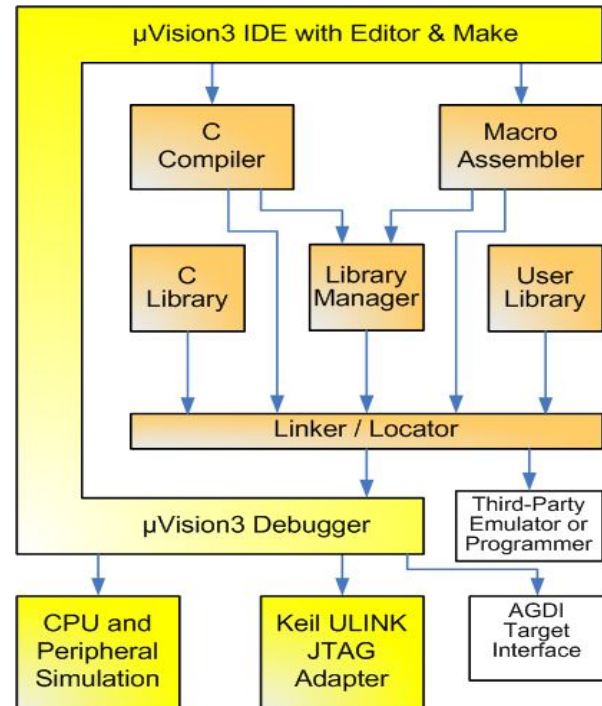 µVision3 IDE with Editor & Make
C
Compiler
Macro
Assembler
C
Library
Library
Manager
User
Library
Linker / Locator
µVision3 Debugger
Third-Party
Emulator or
Programmer
CPU and
Peripheral
Simulation
Keil ULINK
JTAG
Adapter
AGDI
Target
Interface